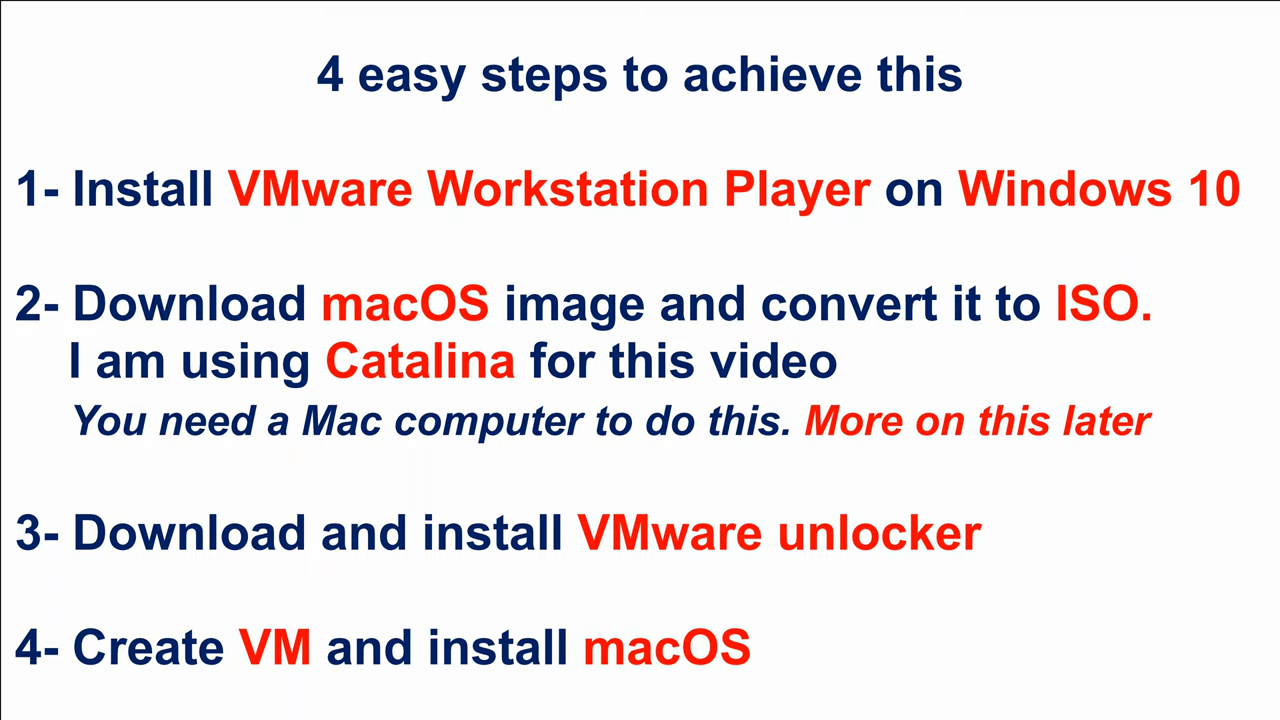 4 easy steps to achieve this
1- Install VMware Workstation Player on Windows 10
2- Download macOS image and convert it to ISO.
I am using Catalina for this video
You need a Mac computer to do this. More on this later
3- Download and install VMware unlocker
4- Create VM and install macOS